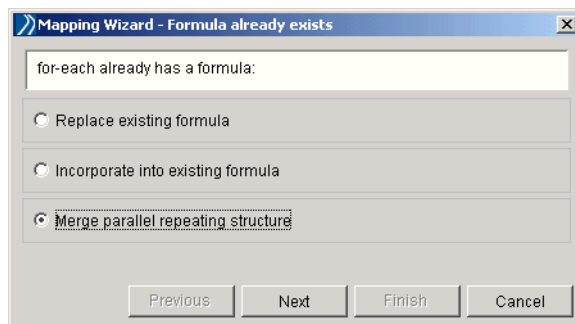 Mapping Wizard - Formula already exists
for-each already has a formula:
Replace existing formula
Incorporate into existing formula
Merge parallel repeating structure
Previous Next Finish Cancel